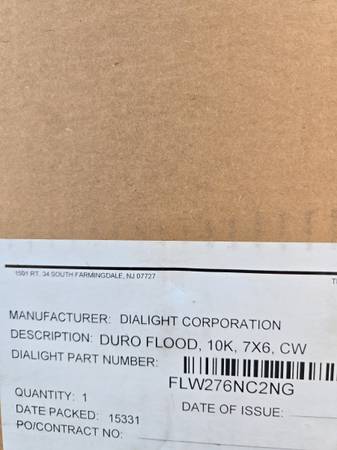 1501 RT. 34 SOUTH FARMINGDALE, NJ 07727
MANUFACTURER: DIALIGHT CORPORATION
DESCRIPTION: DURO FLOOD, 10K, 7X6, CW
DIALIGHT PART NUMBER:
FLW276NC2NG
QUANTITY: 1
DATE OF ISSUE:
DATE PACKED: 15331
PO/CONTRACT NO: